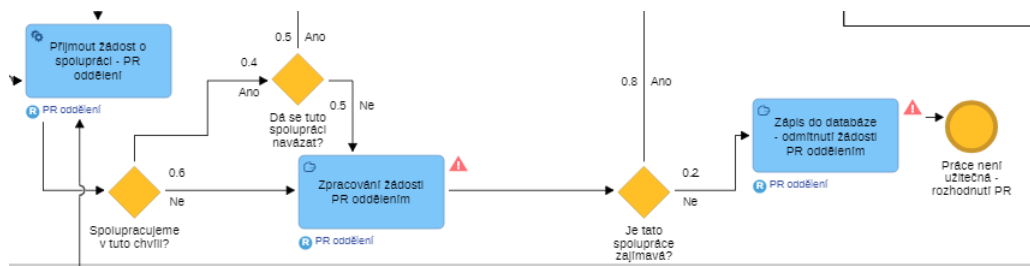 Přijmout žádost o
spolupráci - PR
oddělení
R PR oddělení
0.5 Ano
0.4
Ano
0.5 Ne
Dá se tuto
spolupráci
navázat?
0.6
Ne
Spolupracujeme
v tuto chvíli?
Zpracování žádosti
PR oddělením
R PR oddělení
0.8 Ano
0.2
Ne
Je tato
spolupráce
zajímavá?
Zápis do databáze
- odmítnutí žádosti
PR oddělením
R PR oddělení
Práce není
užitečná -
rozhodnutí PR